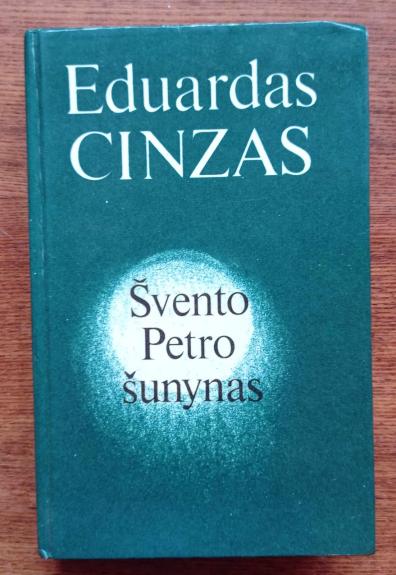 Eduardas
CINZAS
Švento
Petro
šunynas